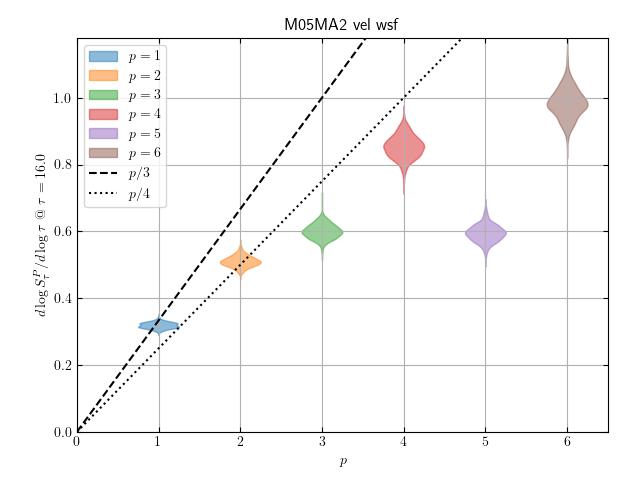 M05MA2 vel wsf
p = 1
p = 2
p = 3
p = 4
p = 5
p = 6
p/3
p/4
d log S_τ^P / d log τ @ τ = 16.0
1.0
0.8
0.6
0.4
0.2
0.0
0 1 2 3 4 5 6
p